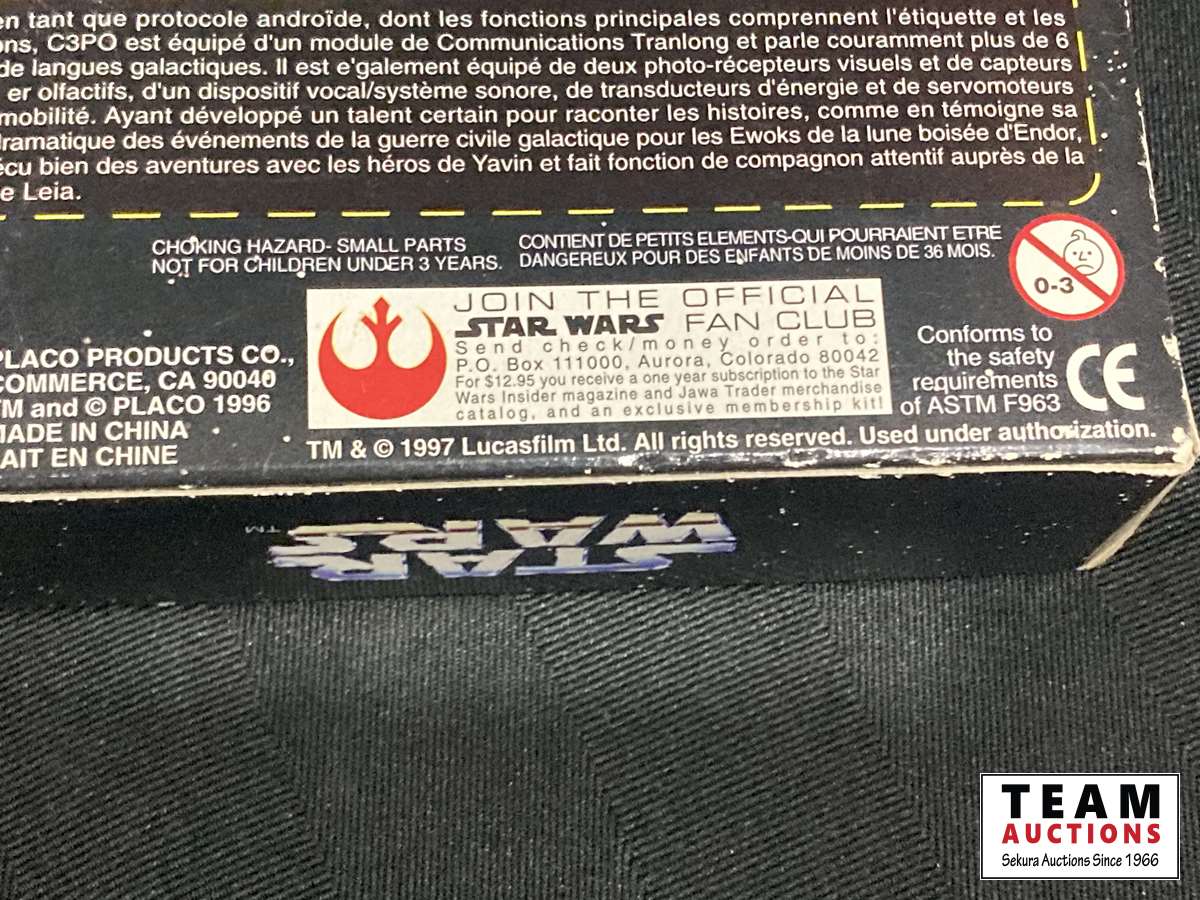 en tant que protocole androïde, dont les fonctions principales comprennent l'étiquette et les
ons, C3PO est équipé d'un module de Communications Tranlong et parle couramment plus de 6
de langues galactiques. Il est e'galement équipé de deux photo-récepteurs visuels et de capteurs
er olfactifs, d'un dispositif vocal/système sonore, de transducteurs d'énergie et de servomoteurs
mobilité. Ayant développé un talent certain pour raconter les histoires, comme en témoigne sa
dramatique des événements de la guerre civile galactique pour les Ewoks de la lune boisée d'Endor,
écu bien des aventures avec les héros de Yavin et fait fonction de compagnon attentif auprès de la
e Leia.
CHOKING HAZARD- SMALL PARTS
NOT FOR CHILDREN UNDER 3 YEARS.
CONTIENT DE PETITS ELEMENTS-QUI POURRAIENT ETRE
DANGEREUX POUR DES ENFANTS DE MOINS DE 36 MOIS.
0-3
PLACO PRODUCTS CO.,
COMMERCE, CA 90040
TM and © PLACO 1996
MADE IN CHINA
FAIT EN CHINE
JOIN THE OFFICIAL
STAR WARS FAN CLUB
Send check/money order to:
P.O. Box 111000, Aurora, Colorado 80042
For $12.95 you receive a one year subscription to the Star
Wars Insider magazine and Jawa Trader merchandise
catalog, and an exclusive membership kit!
Conforms to
the safety
requirements
of ASTM F963
CE
TM & © 1997 Lucasfilm Ltd. All rights reserved. Used under authorization.
STAR
WARS™
TEAM
AUCTIONS
Sekura Auctions Since 1966